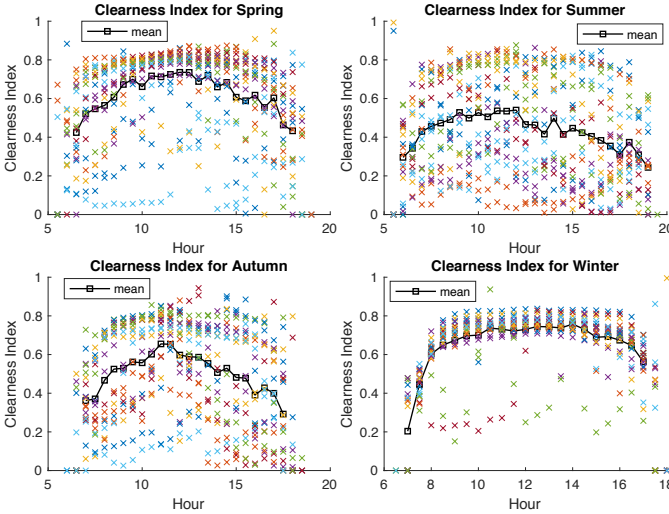 Clearness Index for Spring
mean
Clearness Index
1
0.8
0.6
0.4
0.2
0
5
10
15
20
Hour
Clearness Index for Summer
mean
Clearness Index
1
0.8
0.6
0.4
0.2
0
5
10
15
20
Hour
Clearness Index for Autumn
mean
Clearness Index
1
0.8
0.6
0.4
0.2
0
5
10
15
20
Hour
Clearness Index for Winter
mean
Clearness Index
1
0.8
0.6
0.4
0.2
0
6
8
10
12
14
16
18
Hour